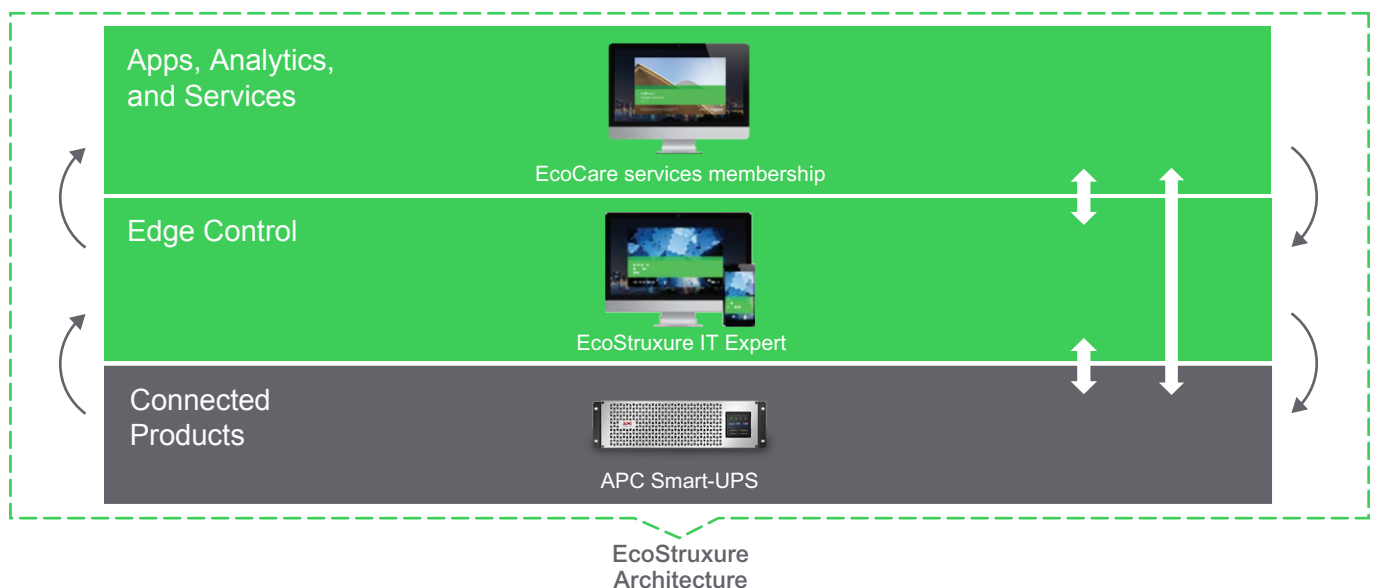 Apps, Analytics,
and Services
EcoCare services membership
Edge Control
EcoStruxure IT Expert
Connected
Products
APC
APC Smart-UPS
EcoStruxure
Architecture